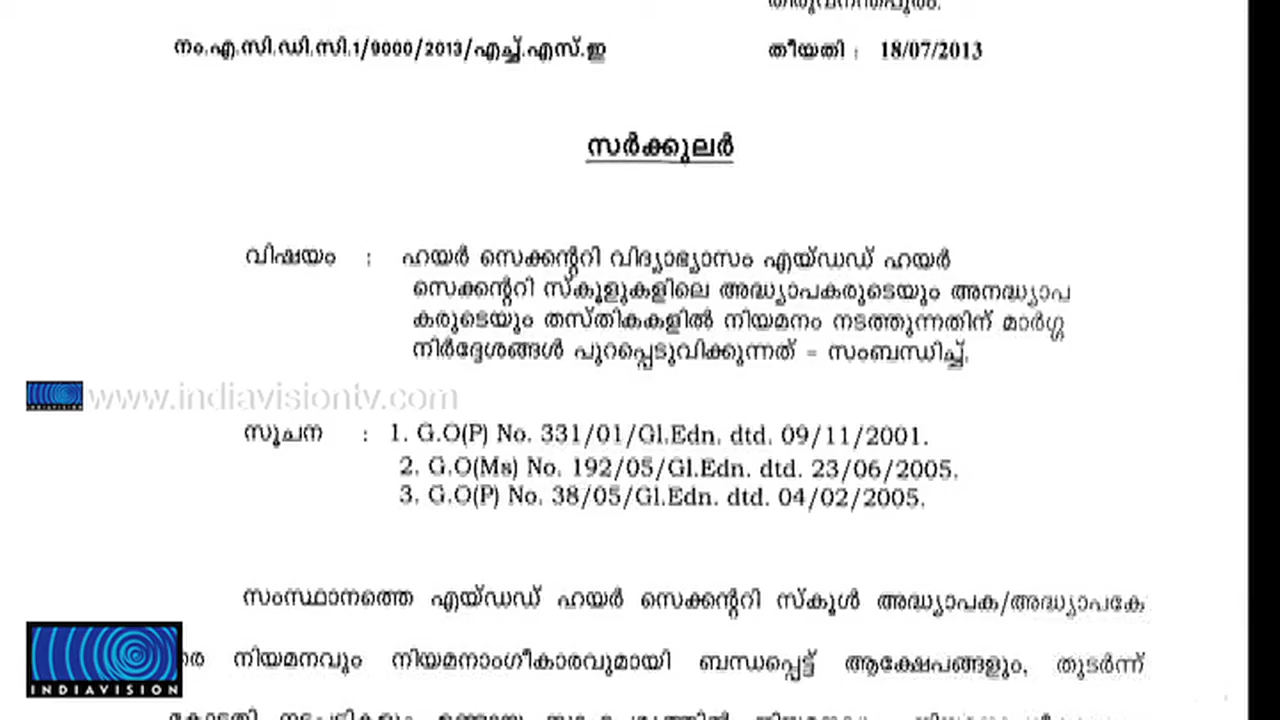 തിരുവനന്തപുരം.
നം.എ.സി.ഡി.സി.1/9000/2013/എച്ച്.എസ്.ഇ
തീയതി : 18/07/2013
സർക്കുലർ
വിഷയം : ഹയർ സെക്കന്ററി വിദ്യാഭ്യാസം എയ്ഡഡ് ഹയർ
സെക്കന്ററി സ്കൂളുകളിലെ അദ്ധ്യാപകരുടെയും അനദ്ധ്യാപ
കരുടെയും തസ്തികകളിൽ നിയമനം നടത്തുന്നതിന് മാർഗ്ഗ
നിർദ്ദേശങ്ങൾ പുറപ്പെടുവിക്കുന്നത് = സംബന്ധിച്ച്.
INDIAVISION www.indiavisiontv.com
സൂചന : 1. G.O(P) No. 331/01/Gl.Edn. dtd. 09/11/2001.
2. G.O(Ms) No. 192/05/Gl.Edn. dtd. 23/06/2005.
3. G.O(P) No. 38/05/Gl.Edn. dtd. 04/02/2005.
സംസ്ഥാനത്തെ എയ്ഡഡ് ഹയർ സെക്കന്ററി സ്കൂൾ അദ്ധ്യാപക/അദ്ധ്യാപകേ
രെ നിയമനവും നിയമനാംഗീകാരവുമായി ബന്ധപ്പെട്ട് ആക്ഷേപങ്ങളും, തുടർന്ന്
INDIAVISION